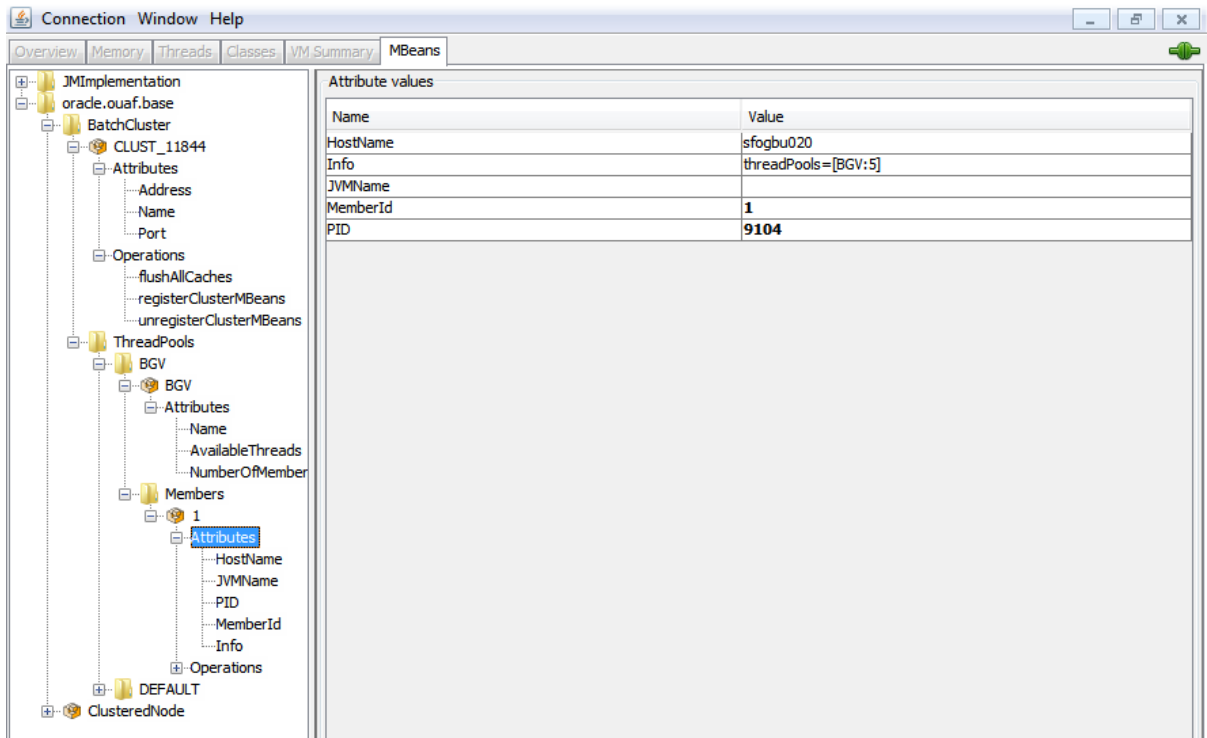 Connection Window Help
Overview Memory Threads Classes VM Summary MBeans
JMImplementation
oracle.ouaf.base
BatchCluster
CLUST_11844
Attributes
Address
Name
Port
Operations
flushAllCaches
registerClusterMBeans
unregisterClusterMBeans
ThreadPools
BGV
BGV
Attributes
Name
AvailableThreads
NumberOfMember
Members
1
Attributes
HostName
JVMName
PID
MemberId
Info
Operations
DEFAULT
ClusteredNode
Attribute values
Name Value
HostName sfogbu020
Info threadPools=[BGV:5]
JVMName
MemberId 1
PID 9104